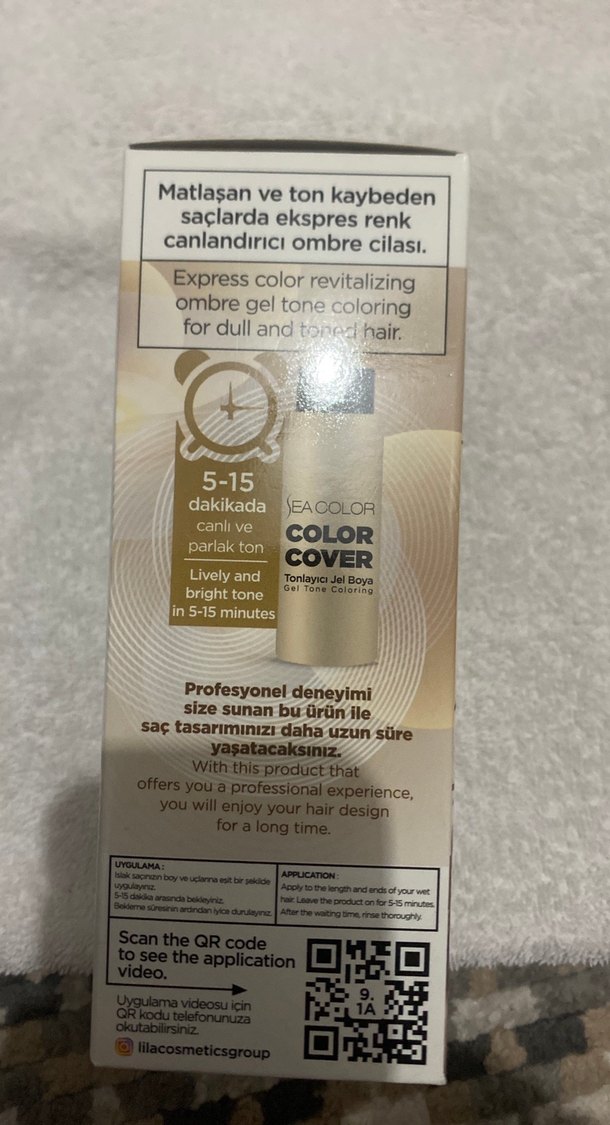 Matlaşan ve ton kaybeden
saçlarda ekspres renk
canlandırıcı ombre cilası.
Express color revitalizing
ombre gel tone coloring
for dull and toned hair.
5-15
dakikada
canlı ve
parlak ton
Lively and
bright tone
in 5-15 minutes
SEA COLOR
COLOR
COVER
Tonlayıcı Jel Boya
Gel Tone Coloring
Profesyonel deneyimi
size sunan bu ürün ile
saç tasarımınızı daha uzun süre
yaşatacaksınız.
With this product that
offers you a professional experience,
you will enjoy your hair design
for a long time.
UYGULAMA :
Islak saçınızın boy ve uçlarına eşit bir şekilde
uygulayınız.
5-15 dakika arasında bekleyiniz.
Bekleme süresinin ardından iyice durulayınız.
APPLICATION :
Apply to the length and ends of your wet
hair. Leave the product on for 5-15 minutes.
After the waiting time, rinse thoroughly.
Scan the QR code
to see the application
video.
Uygulama videosu için
QR kodu telefonunuza
okutabilirsiniz.
lilacosmeticsgroup
9.
1A